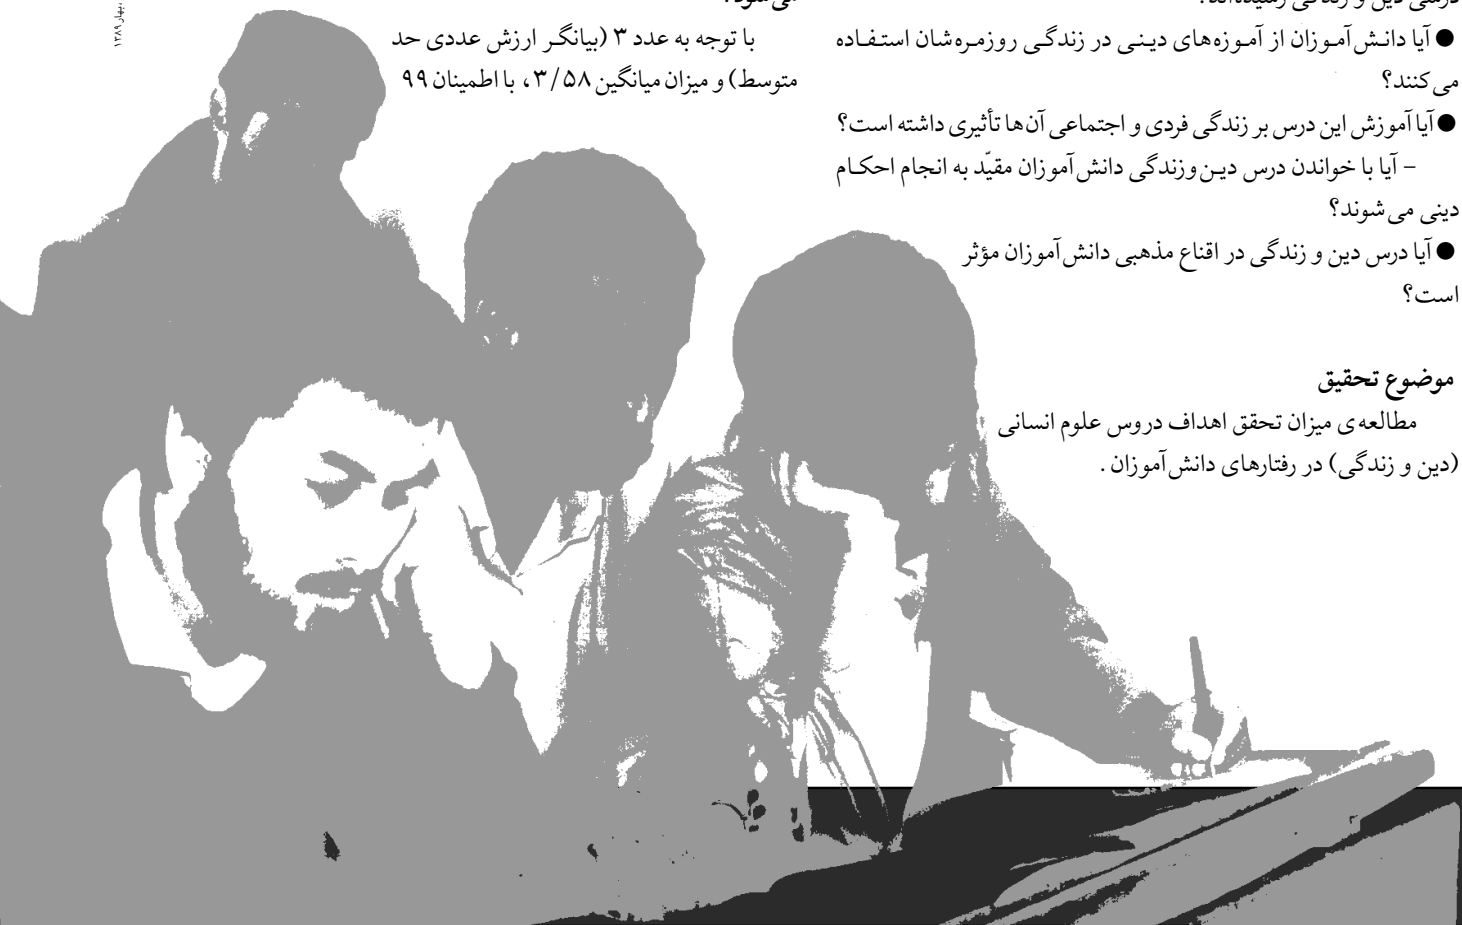 درسی دین و زندگی رسیده‌اند؟
● آیا دانش‌آموزان از آموزه‌های دینی در زندگی روزمره‌شان استفاده
می‌کنند؟
● آیا آموزش این درس بر زندگی فردی و اجتماعی آن‌ها تأثیری داشته است؟
– آیا با خواندن درس دین‌وزندگی دانش‌آموزان مقیّد به انجام احکام
دینی می‌شوند؟
● آیا درس دین و زندگی در اقناع مذهبی دانش‌آموزان مؤثر
است؟
موضوع تحقیق
مطالعه‌ی میزان تحقق اهداف دروس علوم انسانی
(دین و زندگی) در رفتارهای دانش‌آموزان .
می‌شود؟
با توجه به عدد ۳ (بیانگر ارزش عددی حد
متوسط) و میزان میانگین ۳/۵۸، با اطمینان ۹۹
بهار ۱۳۸۹